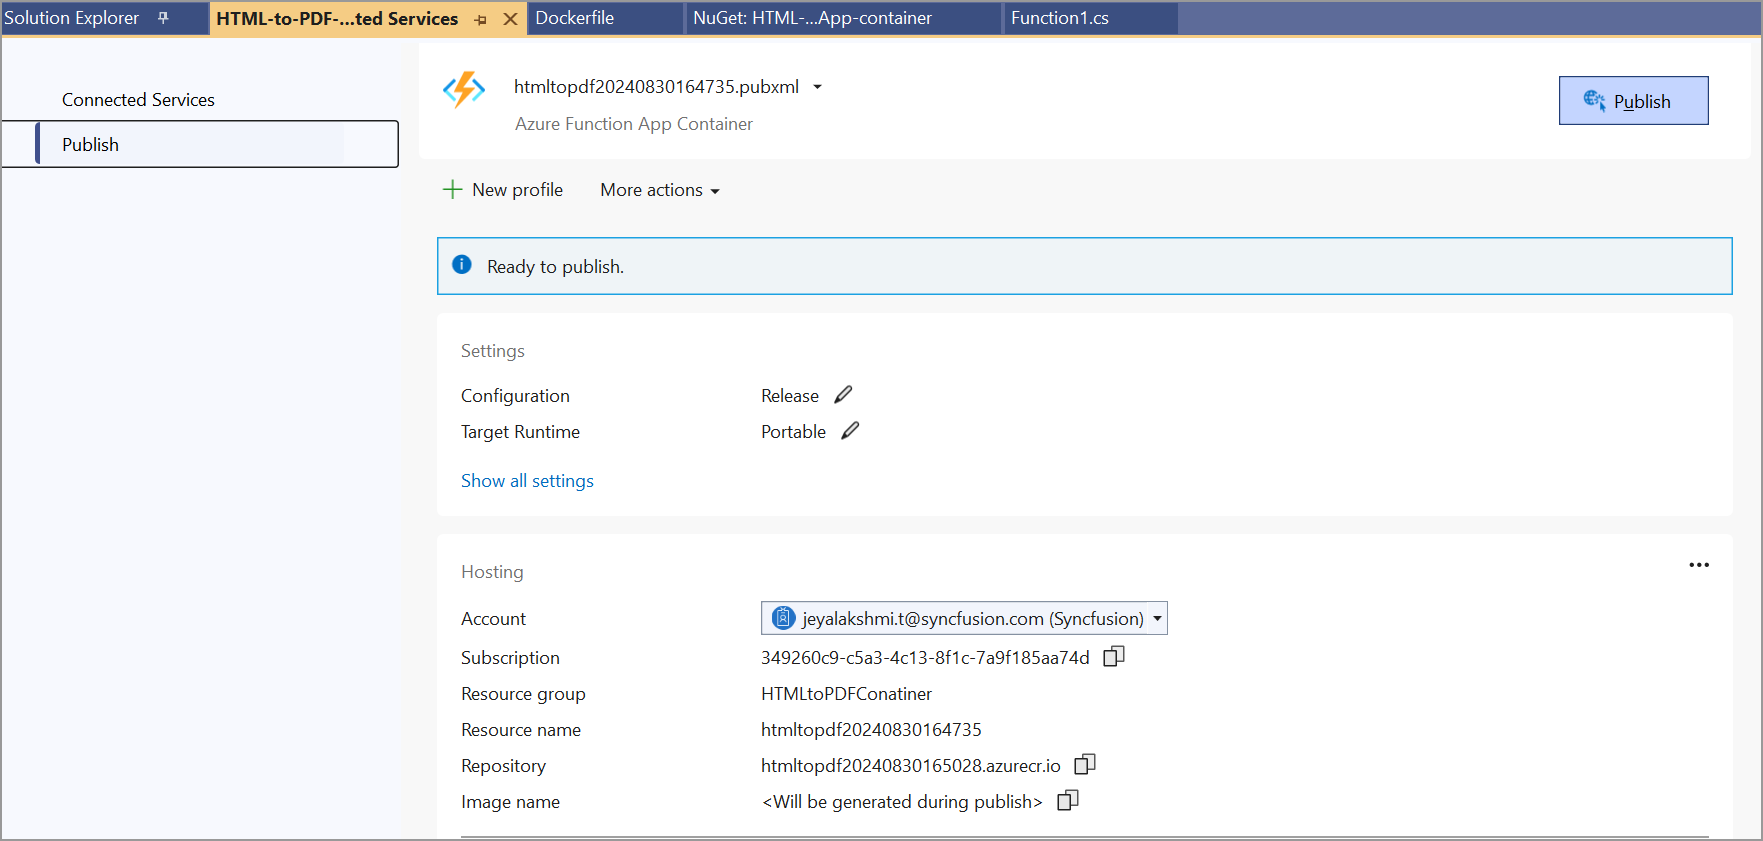 Solution Explorer
HTML-to-PDF-...ted Services
Dockerfile
NuGet: HTML-...App-container
Function1.cs
Connected Services
Publish
htmltopdf20240830164735.pubxml
Azure Function App Container
Publish
New profile
More actions
Ready to publish.
Settings
Configuration Release
Target Runtime Portable
Show all settings
Hosting
Account jeyalakshmi.t@syncfusion.com (Syncfusion)
Subscription 349260c9-c5a3-4c13-8f1c-7a9f185aa74d
Resource group HTMLtoPDFConatiner
Resource name htmltopdf20240830164735
Repository htmltopdf20240830165028.azurecr.io
Image name <Will be generated during publish>